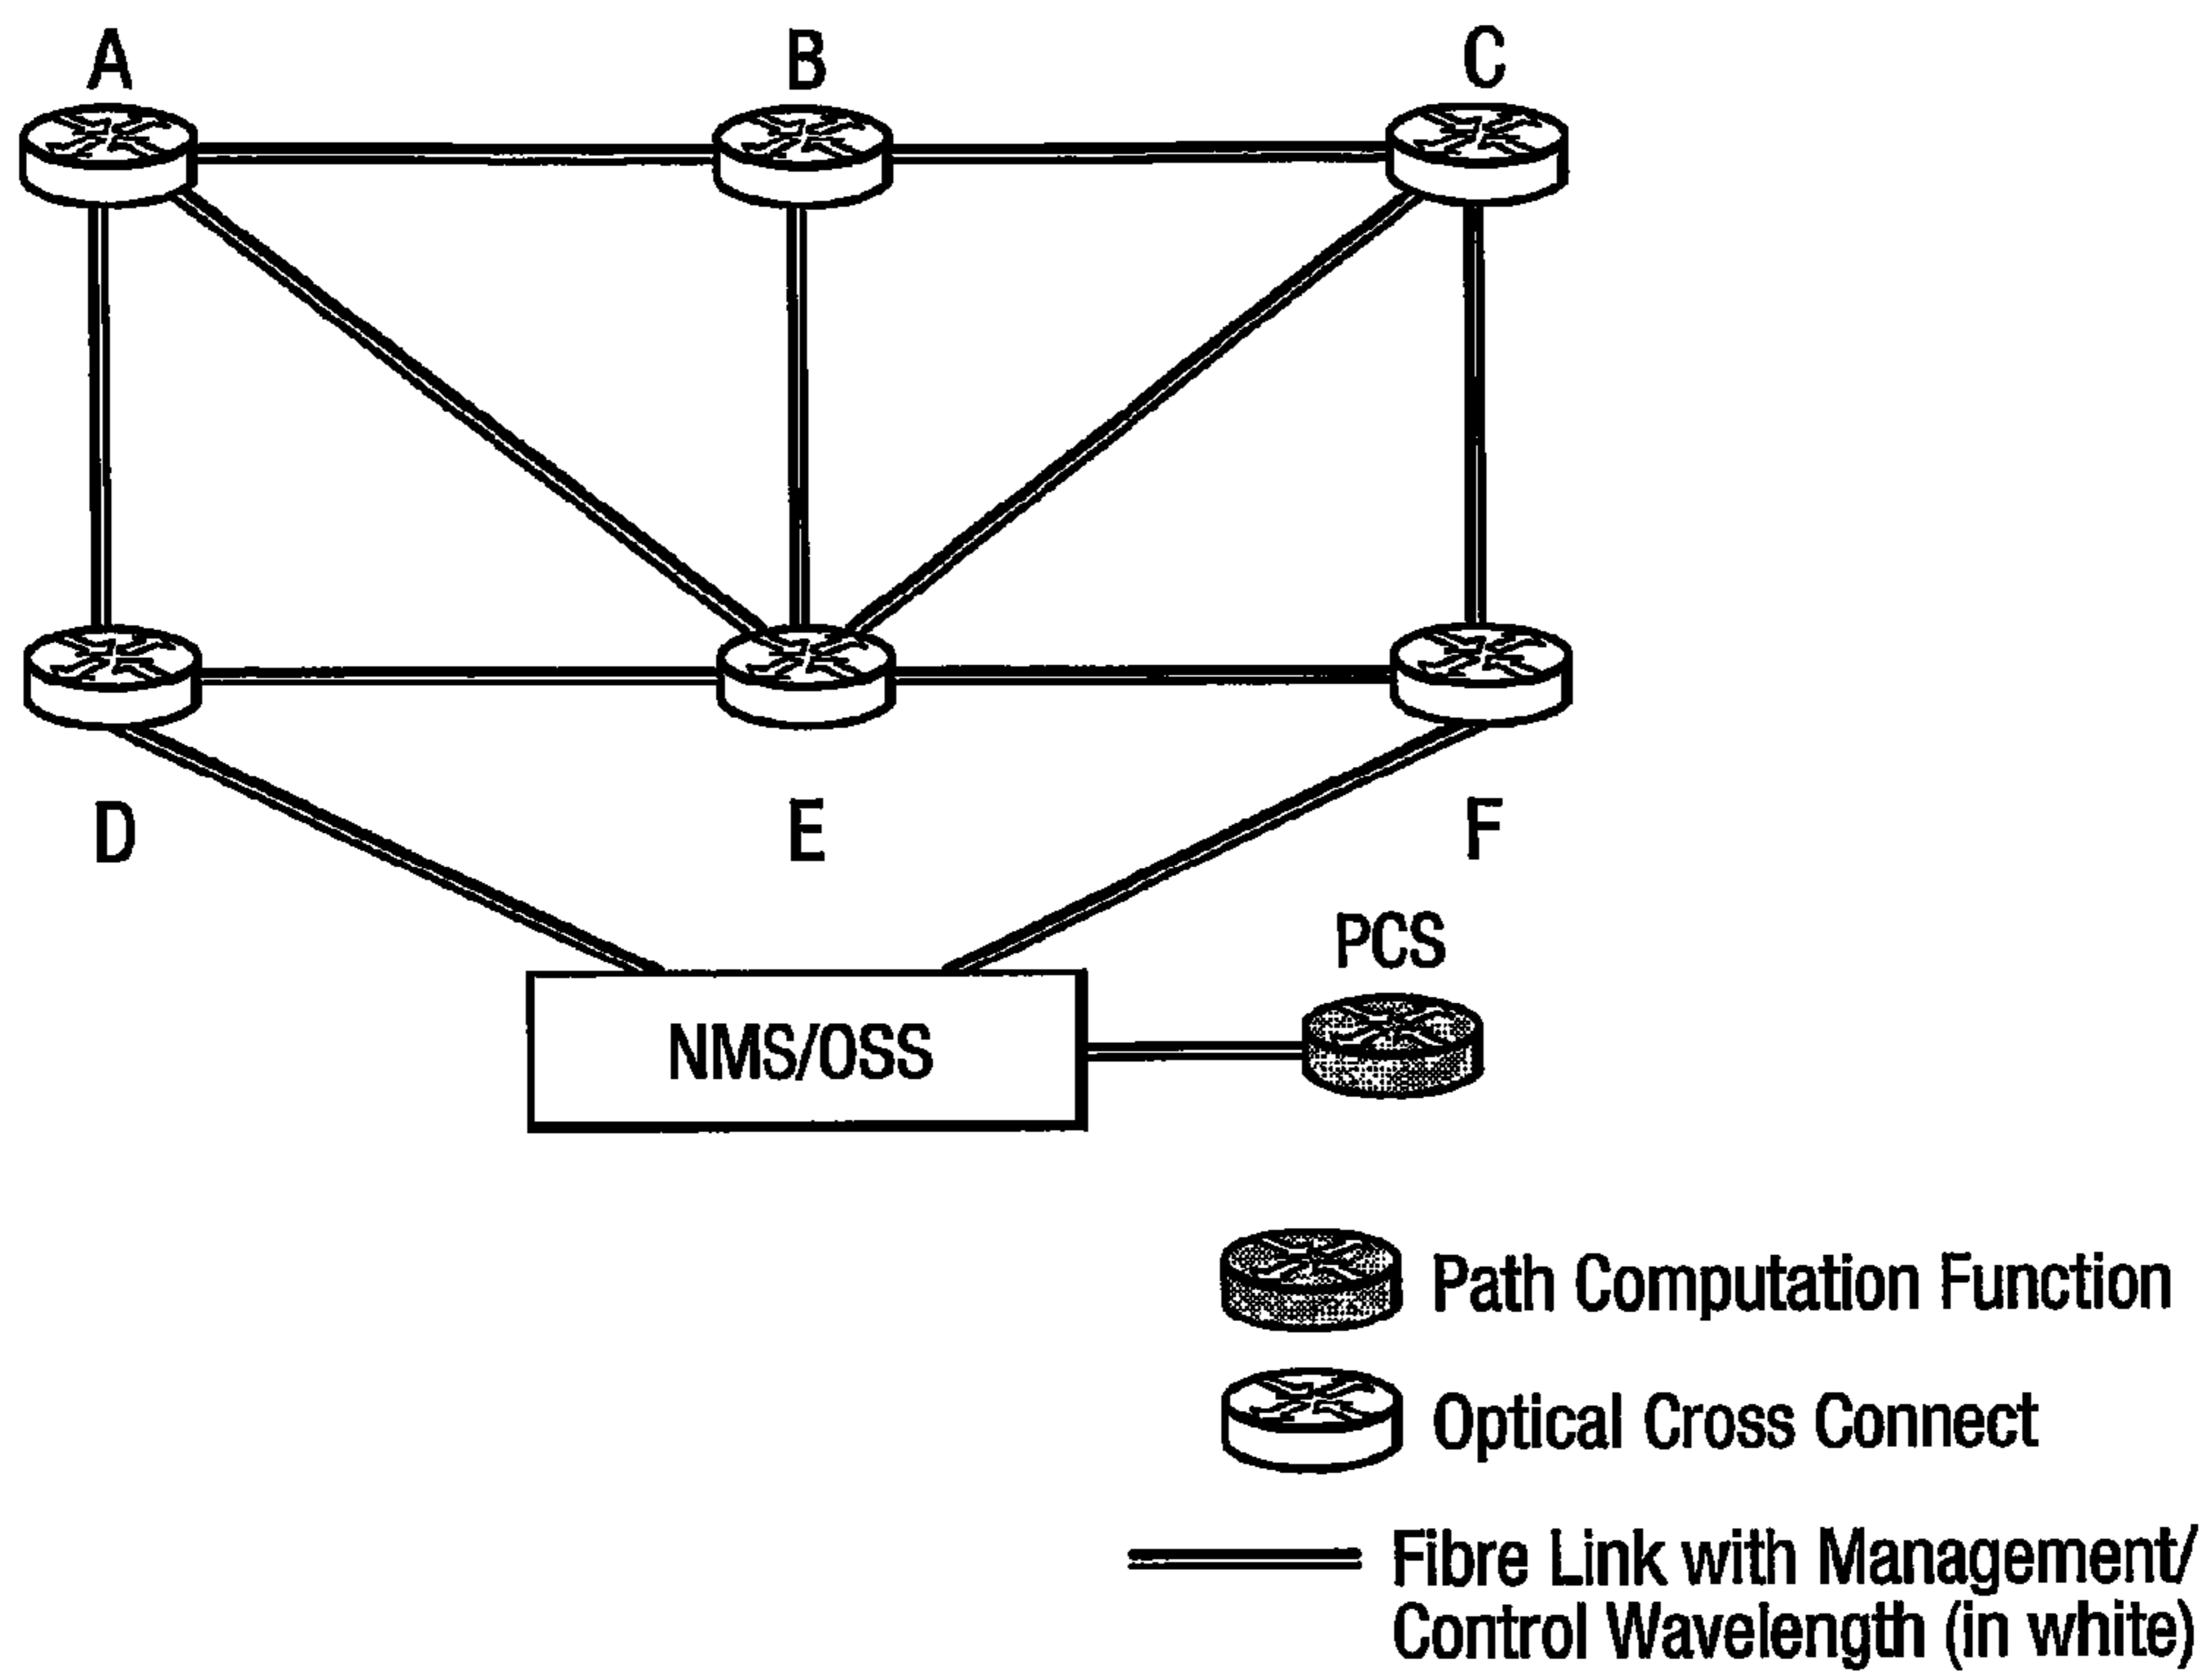 A
B
C
D
E
F
PCS
NMS/OSS
Path Computation Function
Optical Cross Connect
Fibre Link with Management/
Control Wavelength (in white)